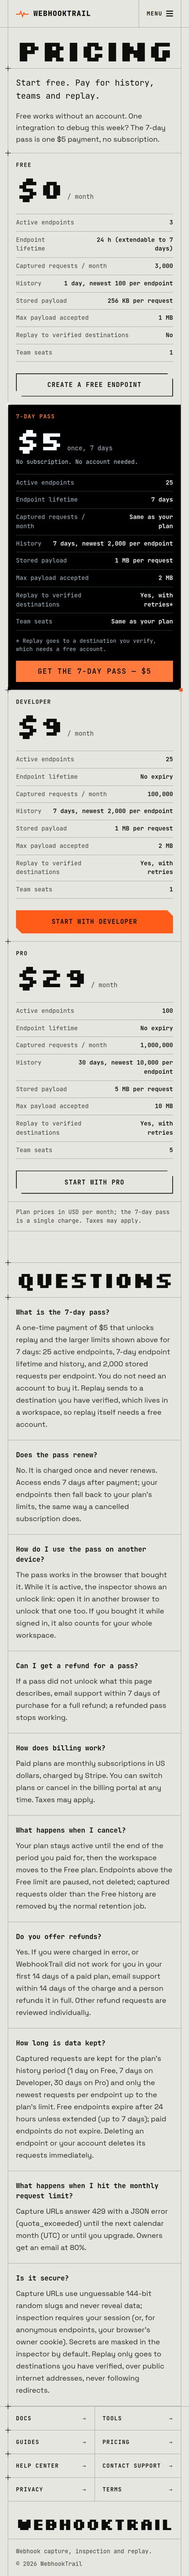 WEBHOOKTRAIL
MENU
PRICING
Start free. Pay for history,
teams and replay.
Free works without an account. One
integration to debug this week? The 7-day
pass is one $5 payment, no subscription.
FREE
$0 / month
Active endpoints 3
Endpoint lifetime 24 h (extendable to 7 days)
Captured requests / month 3,000
History 1 day, newest 100 per endpoint
Stored payload 256 KB per request
Max payload accepted 1 MB
Replay to verified destinations No
Team seats 1
CREATE A FREE ENDPOINT
7-DAY PASS
$5 once, 7 days
No subscription. No account needed.
Active endpoints 25
Endpoint lifetime 7 days
Captured requests / month Same as your plan
History 7 days, newest 2,000 per endpoint
Stored payload 1 MB per request
Max payload accepted 2 MB
Replay to verified destinations Yes, with retries*
Team seats Same as your plan
* Replay goes to a destination you verify,
which needs a free account.
GET THE 7-DAY PASS — $5
DEVELOPER
$9 / month
Active endpoints 25
Endpoint lifetime No expiry
Captured requests / month 100,000
History 7 days, newest 2,000 per endpoint
Stored payload 1 MB per request
Max payload accepted 2 MB
Replay to verified destinations Yes, with retries
Team seats 1
START WITH DEVELOPER
PRO
$29 / month
Active endpoints 100
Endpoint lifetime No expiry
Captured requests / month 1,000,000
History 30 days, newest 10,000 per endpoint
Stored payload 5 MB per request
Max payload accepted 10 MB
Replay to verified destinations Yes, with retries
Team seats 5
START WITH PRO
Plan prices in USD per month; the 7-day pass
is a single charge. Taxes may apply.
QUESTIONS
What is the 7-day pass?
A one-time payment of $5 that unlocks
replay and the larger limits shown above for
7 days: 25 active endpoints, 7-day endpoint
lifetime and history, and 2,000 stored
requests per endpoint. You do not need an
account to buy it. Replay sends to a
destination you have verified, which lives in
a workspace, so replay itself needs a free
account.
Does the pass renew?
No. It is charged once and never renews.
Access ends 7 days after payment; your
endpoints then fall back to your plan's
limits, the same way a cancelled
subscription does.
How do I use the pass on another
device?
The pass works in the browser that bought
it. While it is active, the inspector shows an
unlock link: open it in another browser to
unlock that one too. If you bought it while
signed in, it also counts for your whole
workspace.
Can I get a refund for a pass?
If a pass did not unlock what this page
describes, email support within 7 days of
purchase for a full refund; a refunded pass
stops working.
How does billing work?
Paid plans are monthly subscriptions in US
dollars, charged by Stripe. You can switch
plans or cancel in the billing portal at any
time. Taxes may apply.
What happens when I cancel?
Your plan stays active until the end of the
period you paid for, then the workspace
moves to the Free plan. Endpoints above the
Free limit are paused, not deleted; captured
requests older than the Free history are
removed by the normal retention job.
Do you offer refunds?
Yes. If you were charged in error, or
WebhookTrail did not work for you in your
first 14 days of a paid plan, email support
within 14 days of the charge and a person
refunds it in full. Other refund requests are
reviewed individually.
How long is data kept?
Captured requests are kept for the plan's
history period (1 day on Free, 7 days on
Developer, 30 days on Pro) and only the
newest requests per endpoint up to the
plan's limit. Free endpoints expire after 24
hours unless extended (up to 7 days); paid
endpoints do not expire. Deleting an
endpoint or your account deletes its
requests immediately.
What happens when I hit the monthly
request limit?
Capture URLs answer 429 with a JSON error
(quota_exceeded) until the next calendar
month (UTC) or until you upgrade. Owners
get an email at 80%.
Is it secure?
Capture URLs use unguessable 144-bit
random slugs and never reveal data;
inspection requires your session (or, for
anonymous endpoints, your browser's
owner cookie). Secrets are masked in the
inspector by default. Replay only goes to
destinations you have verified, over public
internet addresses, never following
redirects.
DOCS → TOOLS →
GUIDES → PRICING →
HELP CENTER → CONTACT SUPPORT →
PRIVACY → TERMS →
WEBHOOKTRAIL
Webhook capture, inspection and replay.
© 2026 WebhookTrail